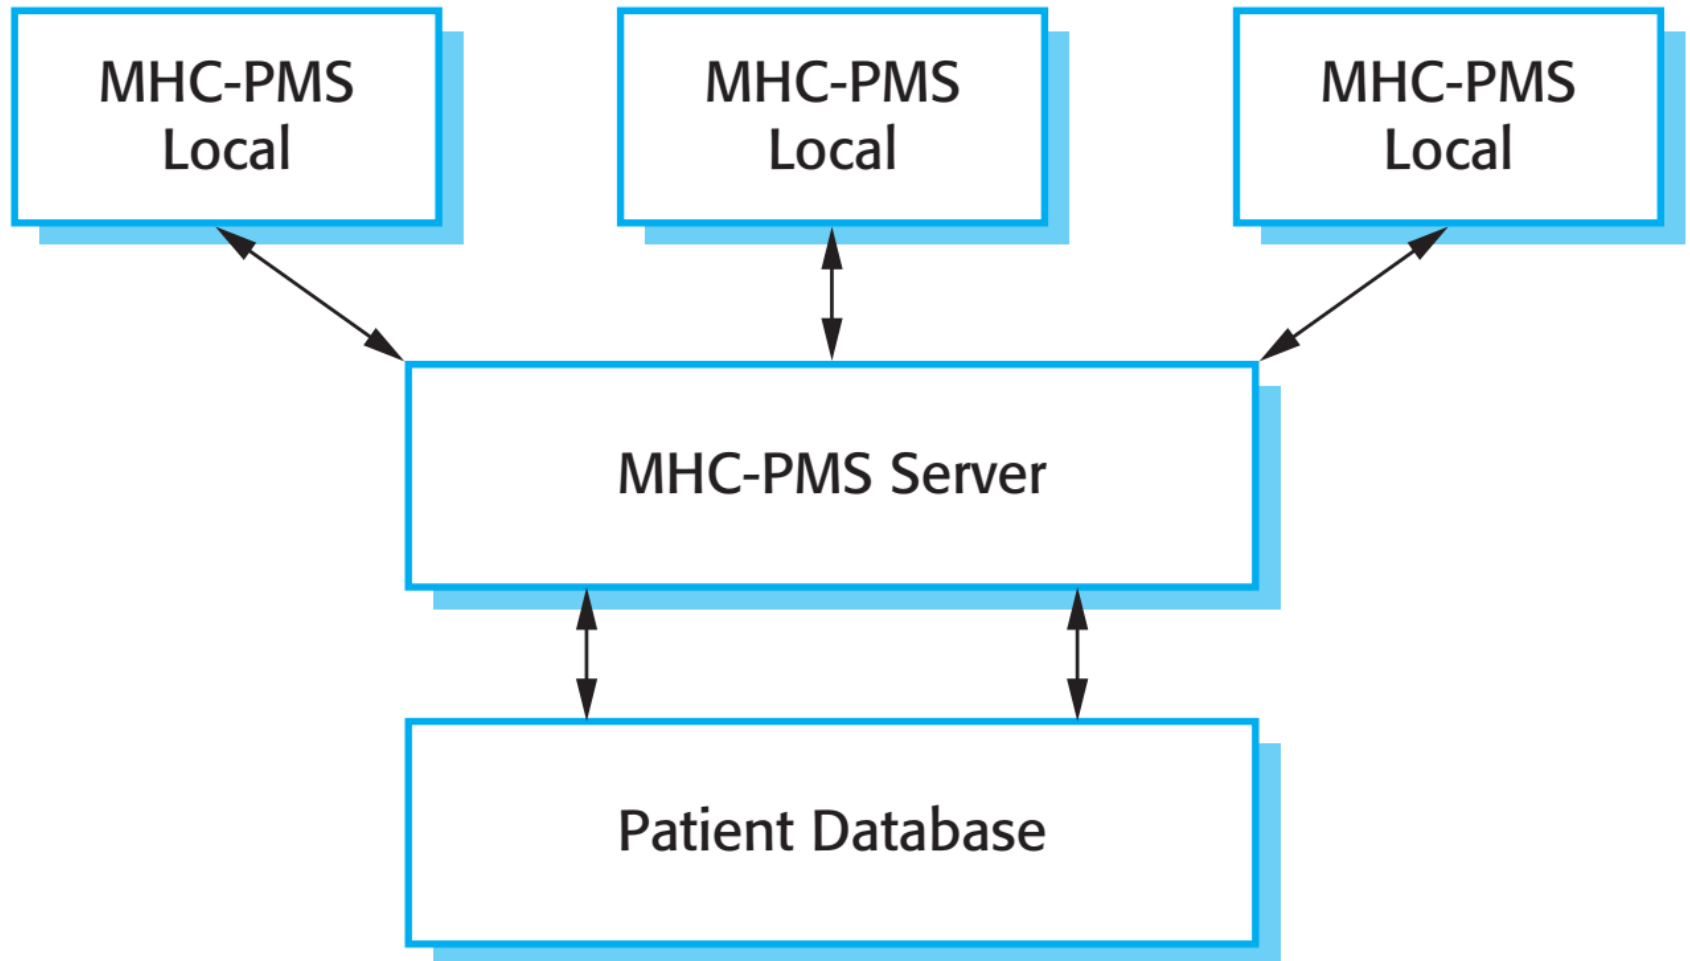 MHC-PMS
Local
MHC-PMS
Local
MHC-PMS
Local
MHC-PMS Server
Patient Database